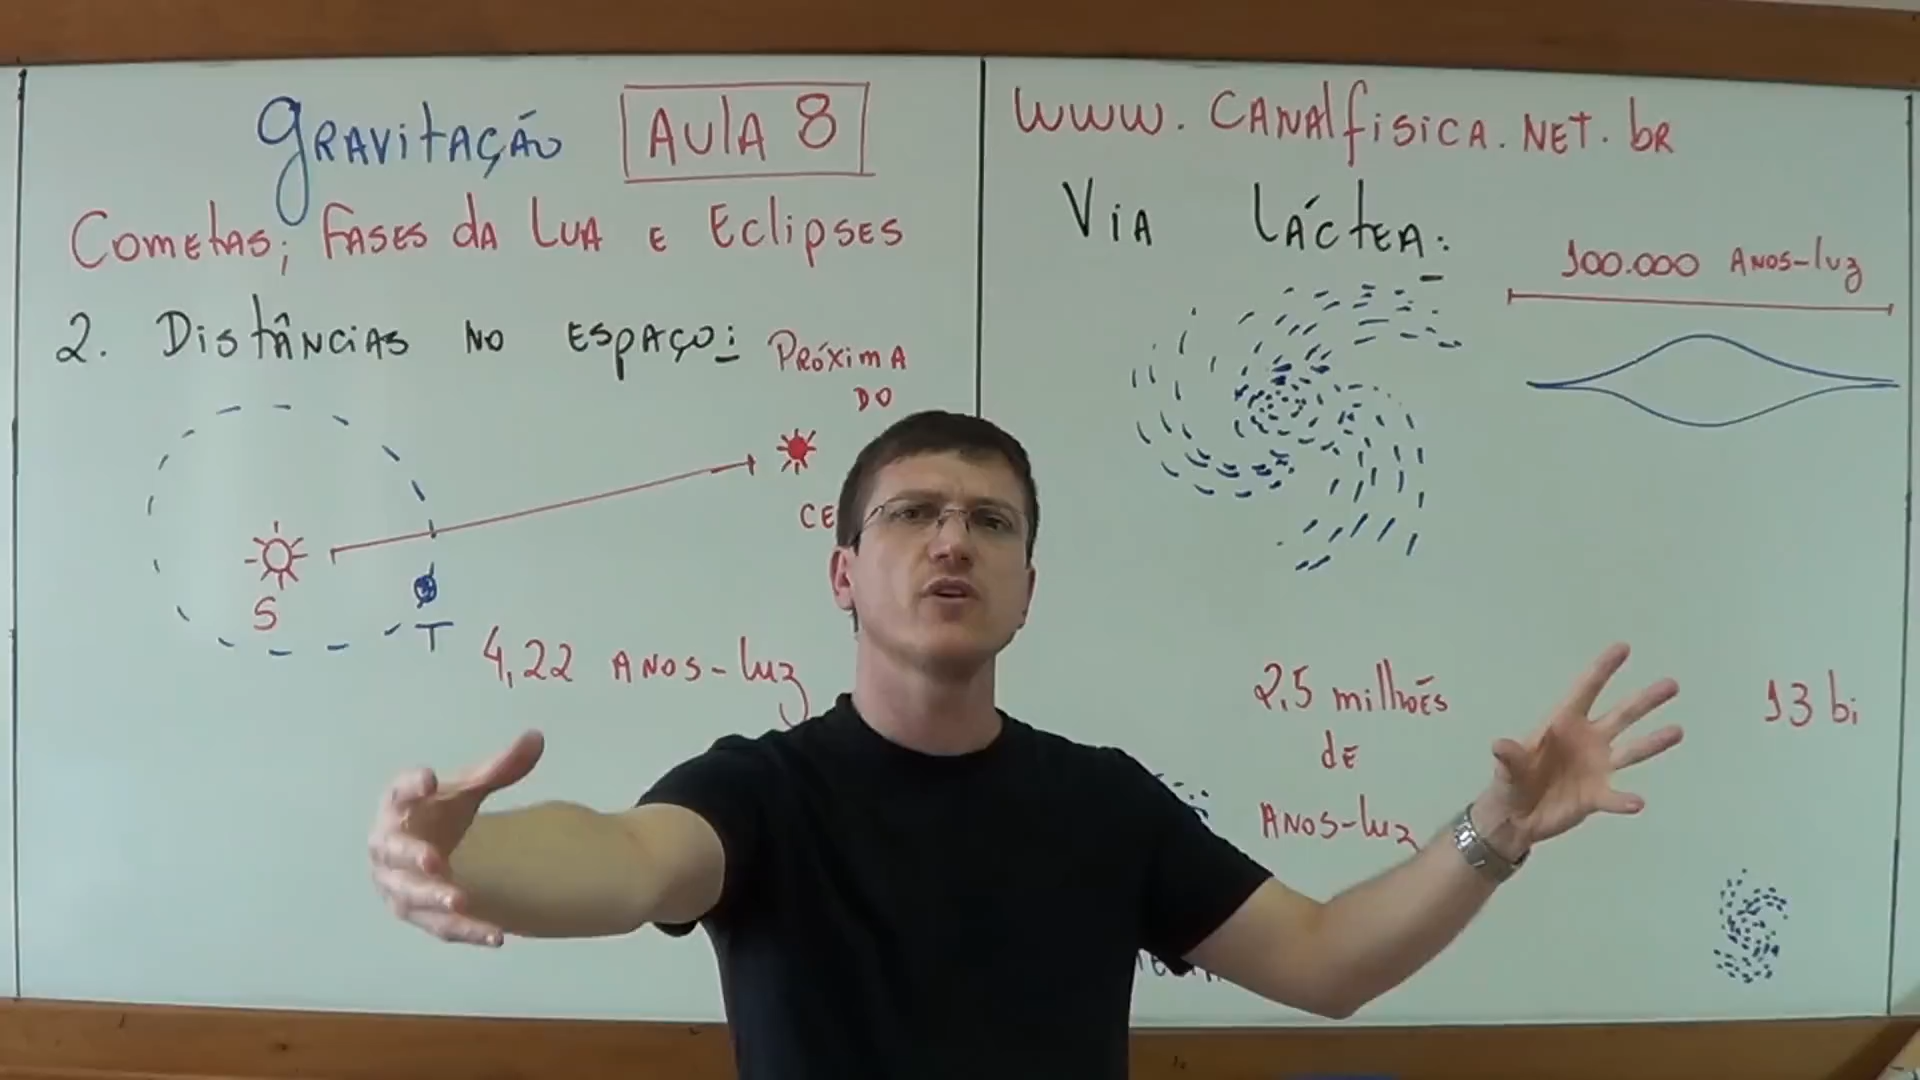 Gravitação Aula 8
Cometas; Fases da Lua e Eclipses
2. Distâncias no espaço:
Próxima
do
S
T
4,22 anos-luz
www.canalfisica.net.br
Via Láctea:
100.000 anos-luz
2,5 milhões
de
anos-luz
13 bi